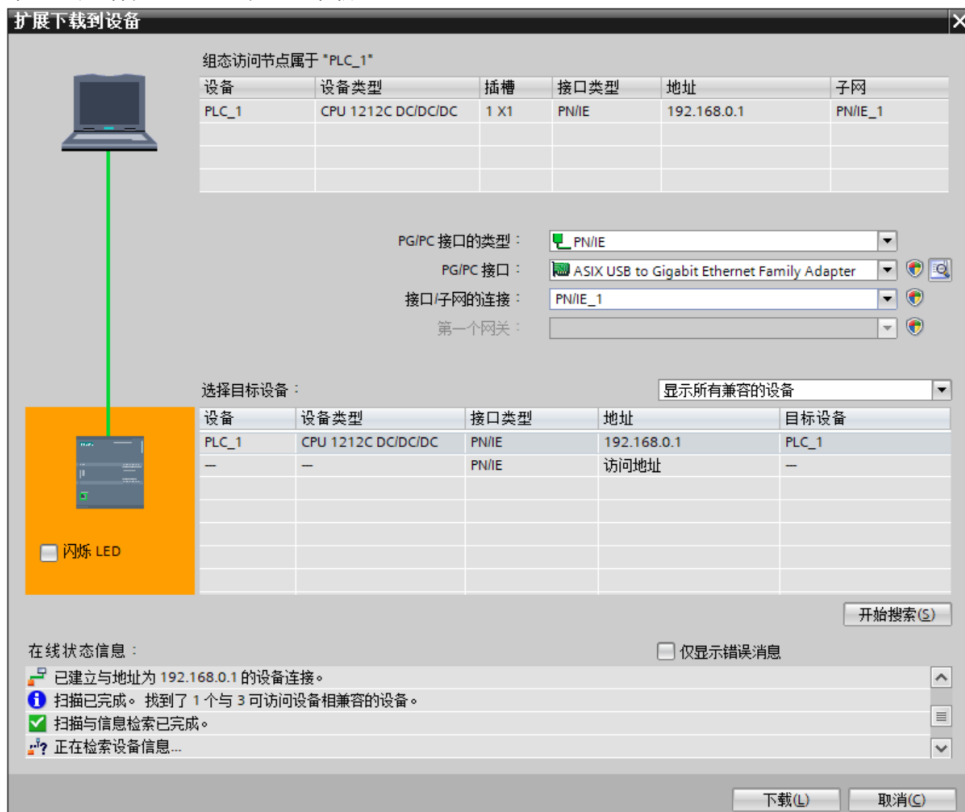 扩展下载到设备
组态访问节点属于 "PLC_1"
设备 设备类型 插槽 接口类型 地址 子网
PLC_1 CPU 1212C DC/DC/DC 1 X1 PN/IE 192.168.0.1 PN/IE_1
PG/PC 接口的类型： PN/IE
PG/PC 接口： ASIX USB to Gigabit Ethernet Family Adapter
接口/子网的连接： PN/IE_1
第一个网关：
选择目标设备： 显示所有兼容的设备
设备 设备类型 接口类型 地址 目标设备
PLC_1 CPU 1212C DC/DC/DC PN/IE 192.168.0.1 PLC_1
— — PN/IE 访问地址 —
闪烁 LED
开始搜索(S)
在线状态信息： 仅显示错误消息
已建立与地址为 192.168.0.1 的设备连接。
扫描已完成。 找到了 1 个与 3 可访问设备相兼容的设备。
扫描与信息检索已完成。
正在检索设备信息...
下载(L) 取消(C)